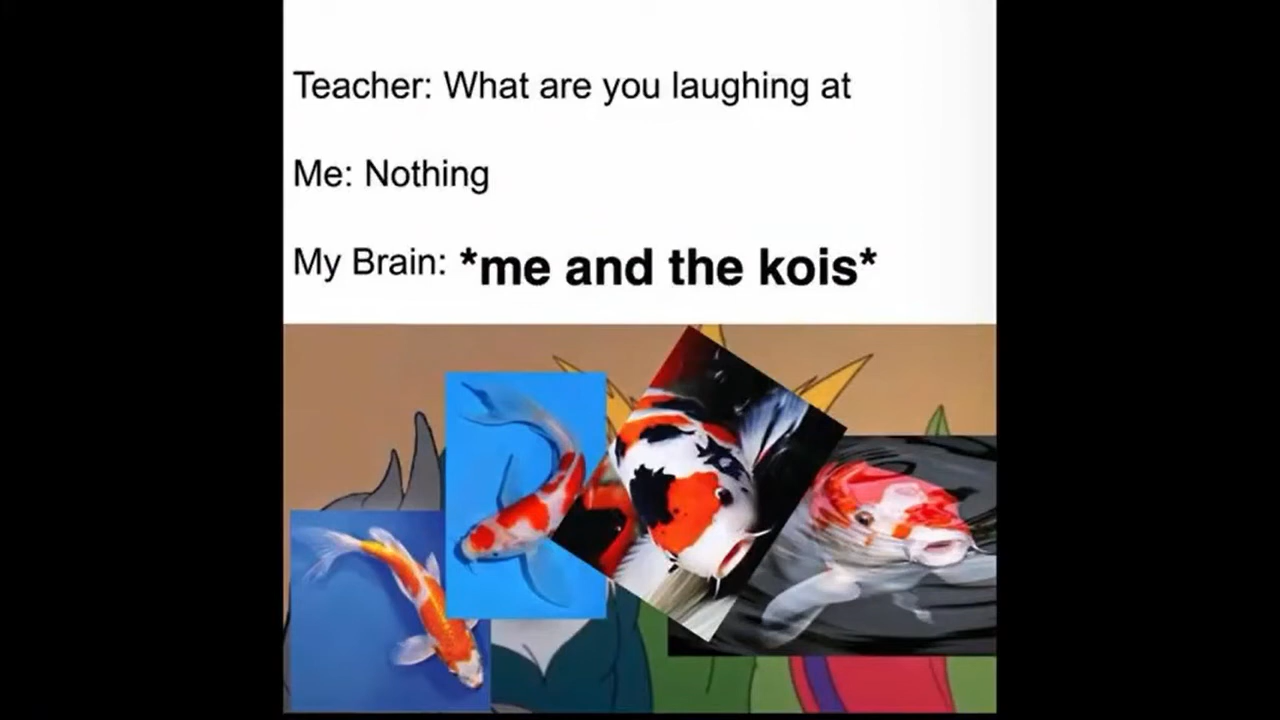 Teacher: What are you laughing at
Me: Nothing
My Brain: *me and the kois*